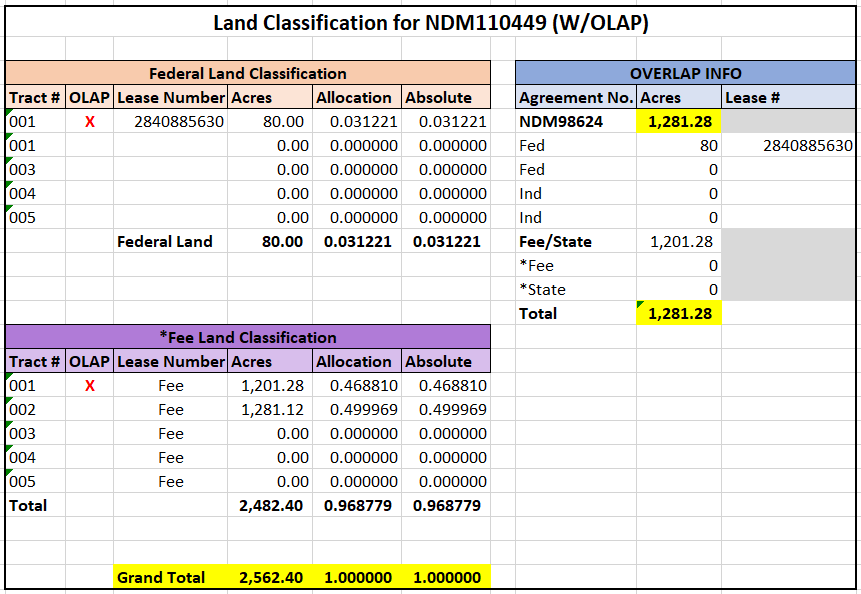 Land Classification for NDM110449 (W/OLAP)
Federal Land Classification
Tract # OLAP Lease Number Acres Allocation Absolute
001 X 2840885630 80.00 0.031221 0.031221
001 0.00 0.000000 0.000000
003 0.00 0.000000 0.000000
004 0.00 0.000000 0.000000
005 0.00 0.000000 0.000000
Federal Land 80.00 0.031221 0.031221
OVERLAP INFO
Agreement No. Acres Lease #
NDM98624 1,281.28
Fed 80 2840885630
Fed 0
Ind 0
Ind 0
Fee/State 1,201.28
*Fee 0
*State 0
Total 1,281.28
*Fee Land Classification
Tract # OLAP Lease Number Acres Allocation Absolute
001 X Fee 1,201.28 0.468810 0.468810
002 Fee 1,281.12 0.499969 0.499969
003 Fee 0.00 0.000000 0.000000
004 Fee 0.00 0.000000 0.000000
005 Fee 0.00 0.000000 0.000000
Total 2,482.40 0.968779 0.968779
Grand Total 2,562.40 1.000000 1.000000